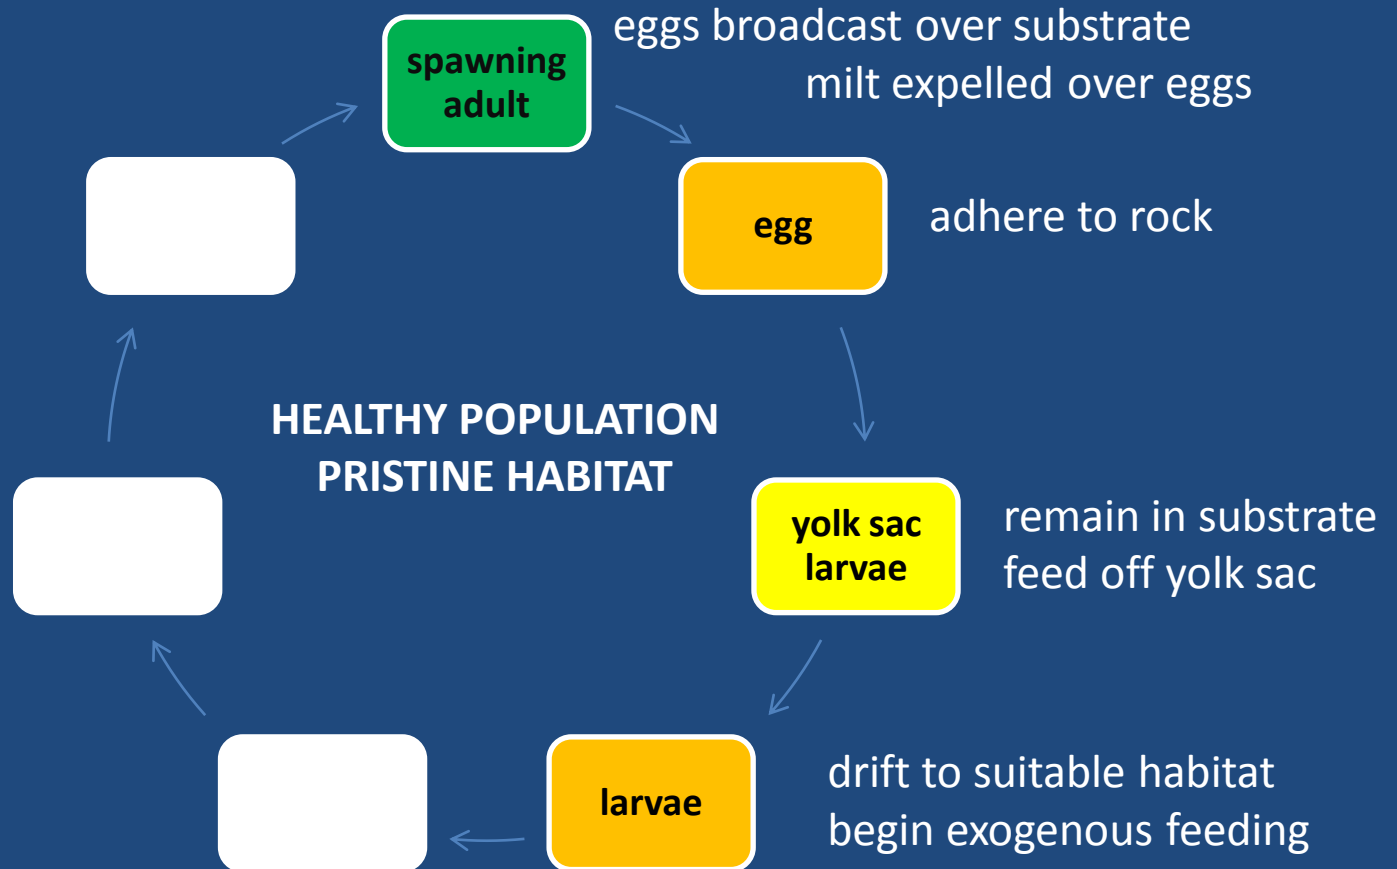 spawning
adult
eggs broadcast over substrate
milt expelled over eggs
egg
adhere to rock
HEALTHY POPULATION
PRISTINE HABITAT
yolk sac
larvae
remain in substrate
feed off yolk sac
larvae
drift to suitable habitat
begin exogenous feeding